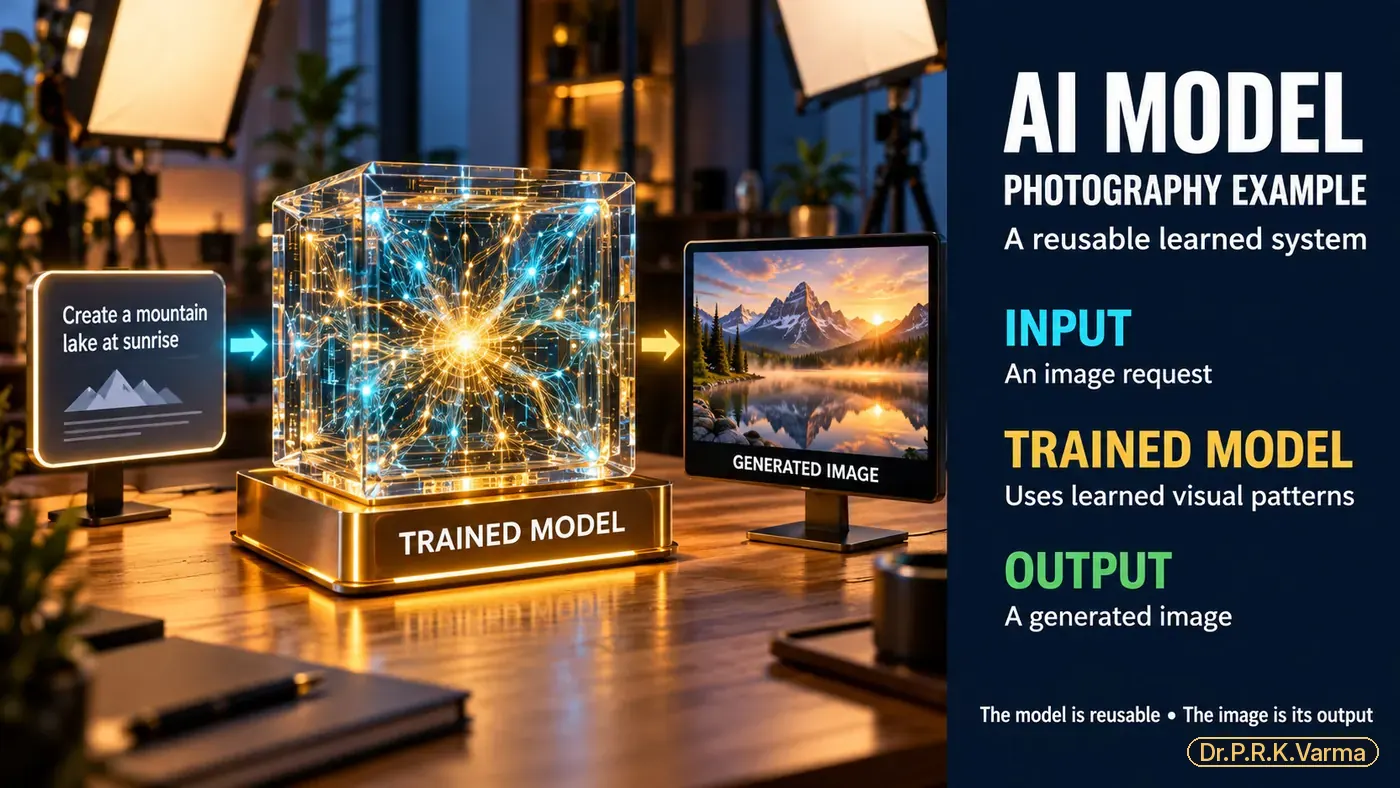 Create a mountain
lake at sunrise
TRAINED MODEL
GENERATED IMAGE
AI MODEL
PHOTOGRAPHY EXAMPLE
A reusable learned system
INPUT
An image request
TRAINED MODEL
Uses learned visual patterns
OUTPUT
A generated image
The model is reusable • The image is its output
Dr.P.R.K.Varma